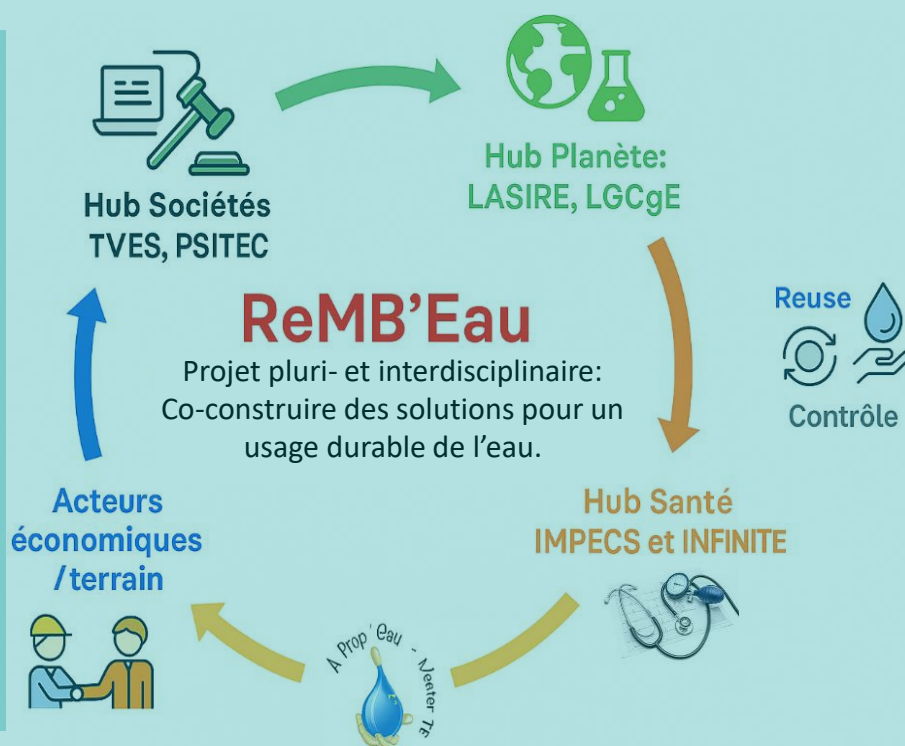 Hub Sociétés
TVES, PSITEC
Hub Planète:
LASIRE, LGCgE
ReMB’Eau
Projet pluri- et interdisciplinaire:
Co-construire des solutions pour un
usage durable de l’eau.
Reuse
Contrôle
Acteurs
économiques
/terrain
Hub Santé
IMPECS et INFINITE
À Prop'Eau - Neater TE